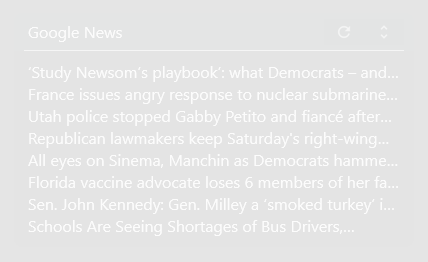 Google News
'Study Newsom's playbook': what Democrats – and...
France issues angry response to nuclear submarine...
Utah police stopped Gabby Petito and fiancé after...
Republican lawmakers keep Saturday's right-wing...
All eyes on Sinema, Manchin as Democrats hamme...
Florida vaccine advocate loses 6 members of her fa...
Sen. John Kennedy: Gen. Milley a 'smoked turkey' i...
Schools Are Seeing Shortages of Bus Drivers,...